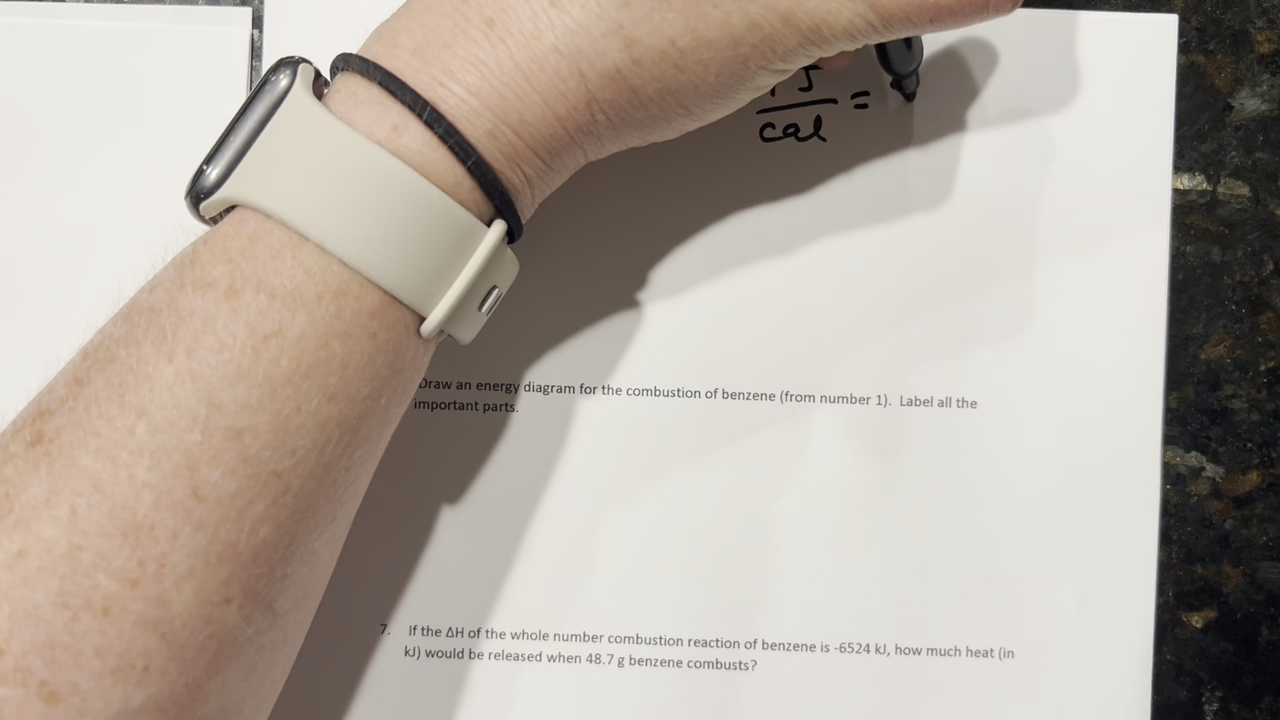 J
cal =
Draw an energy diagram for the combustion of benzene (from number 1). Label all the
important parts.
7. If the ΔH of the whole number combustion reaction of benzene is -6524 kJ, how much heat (in
kJ) would be released when 48.7 g benzene combusts?